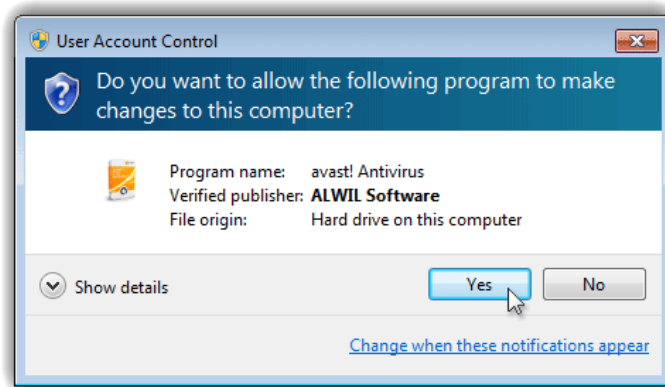 User Account Control
Do you want to allow the following program to make
changes to this computer?
Program name: avast! Antivirus
Verified publisher: ALWIL Software
File origin: Hard drive on this computer
Show details
Yes
No
Change when these notifications appear